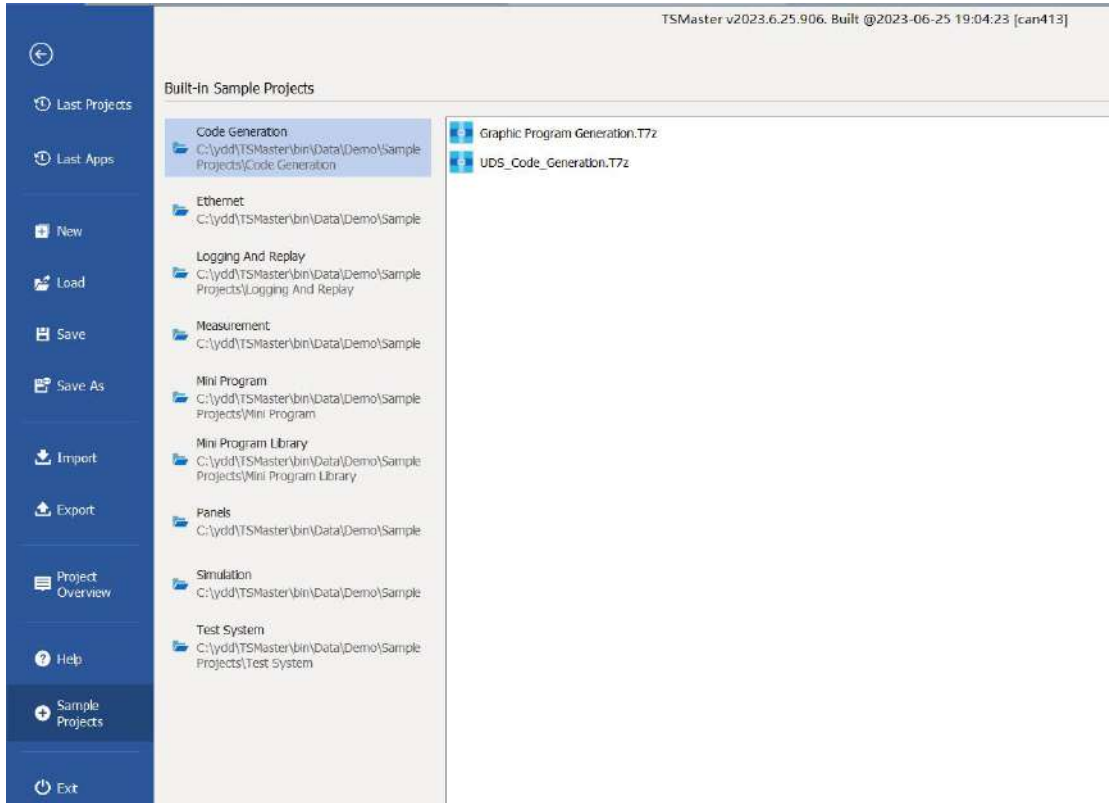 TSMaster v2023.6.25.906. Built @2023-06-25 19:04:23 [can413]
Last Projects
Last Apps
New
Load
Save
Save As
Import
Export
Project
Overview
Help
Sample
Projects
Exit
Built-in Sample Projects
Code Generation
C:\ydd\TSMaster\bin\Data\Demo\Sample
Projects\Code Generation
Ethernet
C:\ydd\TSMaster\bin\Data\Demo\Sample
Logging And Replay
C:\ydd\TSMaster\bin\Data\Demo\Sample
Projects\Logging And Replay
Measurement
C:\ydd\TSMaster\bin\Data\Demo\Sample
Mini Program
C:\ydd\TSMaster\bin\Data\Demo\Sample
Projects\Mini Program
Mini Program Library
C:\ydd\TSMaster\bin\Data\Demo\Sample
Projects\Mini Program Library
Panels
C:\ydd\TSMaster\bin\Data\Demo\Sample
Simulation
C:\ydd\TSMaster\bin\Data\Demo\Sample
Test System
C:\ydd\TSMaster\bin\Data\Demo\Sample
Projects\Test System
Graphic Program Generation.T7z
UDS_Code_Generation.T7z